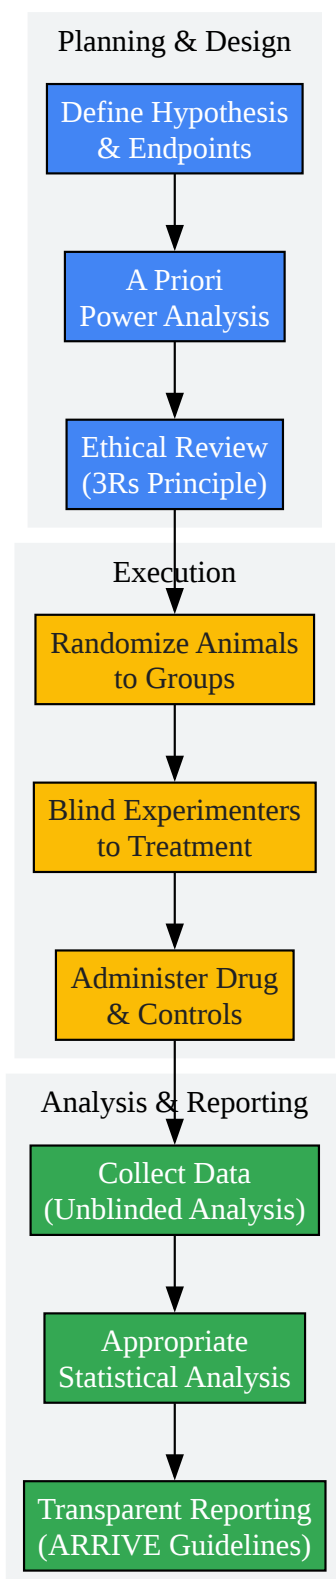 Planning & Design
Define Hypothesis
& Endpoints
A Priori
Power Analysis
Ethical Review
(3Rs Principle)
Execution
Randomize Animals
to Groups
Blind Experimenters
to Treatment
Administer Drug
& Controls
Analysis & Reporting
Collect Data
(Unblinded Analysis)
Appropriate
Statistical Analysis
Transparent Reporting
(ARRIVE Guidelines)